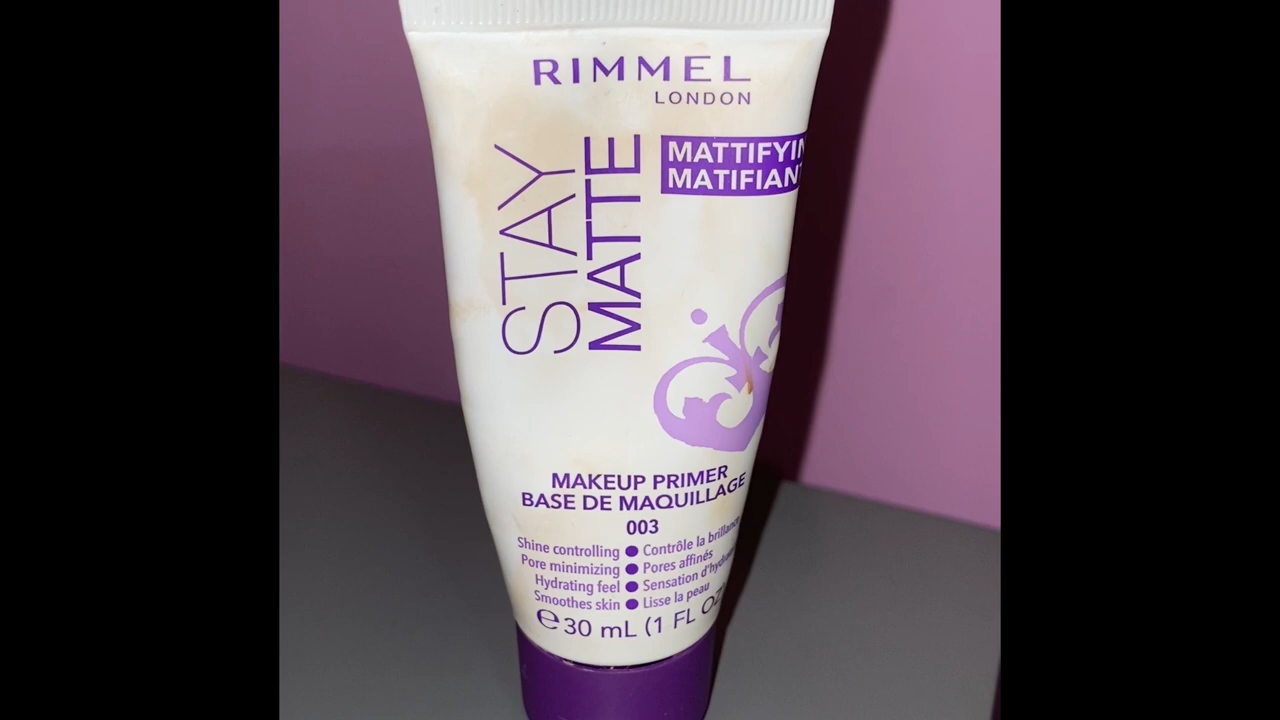 RIMMEL
LONDON
STAY
MATTE
MATTIFYIN
MATIFIANT
MAKEUP PRIMER
BASE DE MAQUILLAGE
003
Shine controlling ● Contrôle la brillance
Pore minimizing ● Pores affinés
Hydrating feel ● Sensation
Smoothes skin ● Lisse la peau
℮30 mL (1 FL OZ